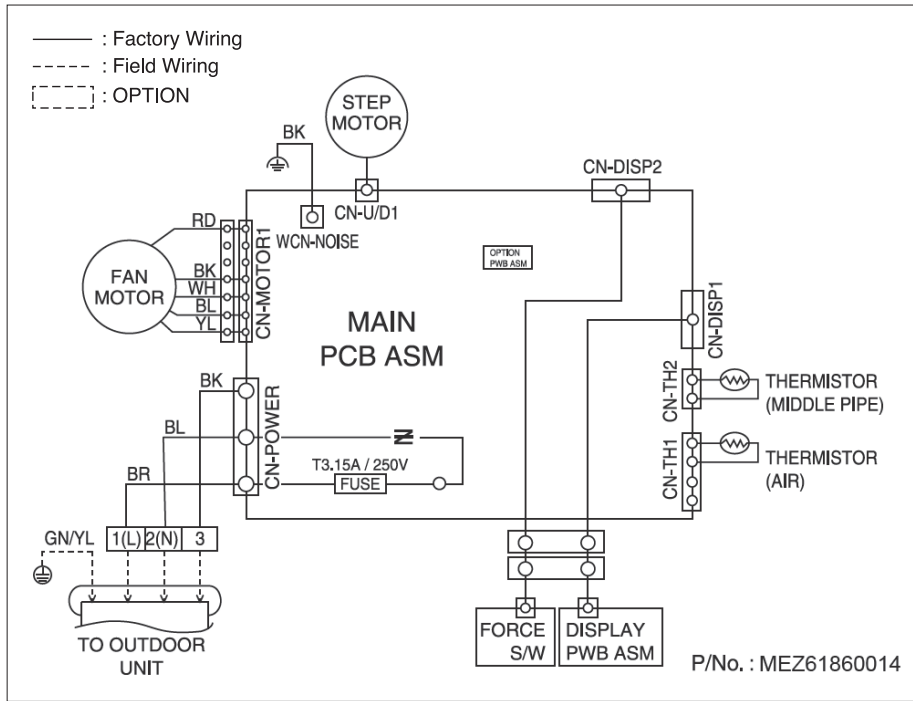 : Factory Wiring
: Field Wiring
: OPTION
STEP
MOTOR
BK
CN-DISP2
CN-U/D1
WCN-NOISE
RD
BK
WH
BL
YL
FAN
MOTOR
CN-MOTOR1
OPTION
PWB ASM
MAIN
PCB ASM
CN-DISP1
CN-TH2
THERMISTOR
(MIDDLE PIPE)
CN-TH1
THERMISTOR
(AIR)
BK
BL
BR
CN-POWER
T3.15A / 250V
FUSE
GN/YL
1(L) 2(N) 3
TO OUTDOOR
UNIT
FORCE
S/W
DISPLAY
PWB ASM
P/No. : MEZ61860014